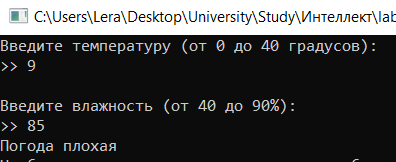 C:\Users\Lera\Desktop\University\Study\Интеллект\lab
Введите температуру (от 0 до 40 градусов):
>> 9
Введите влажность (от 40 до 90%):
>> 85
Погода плохая